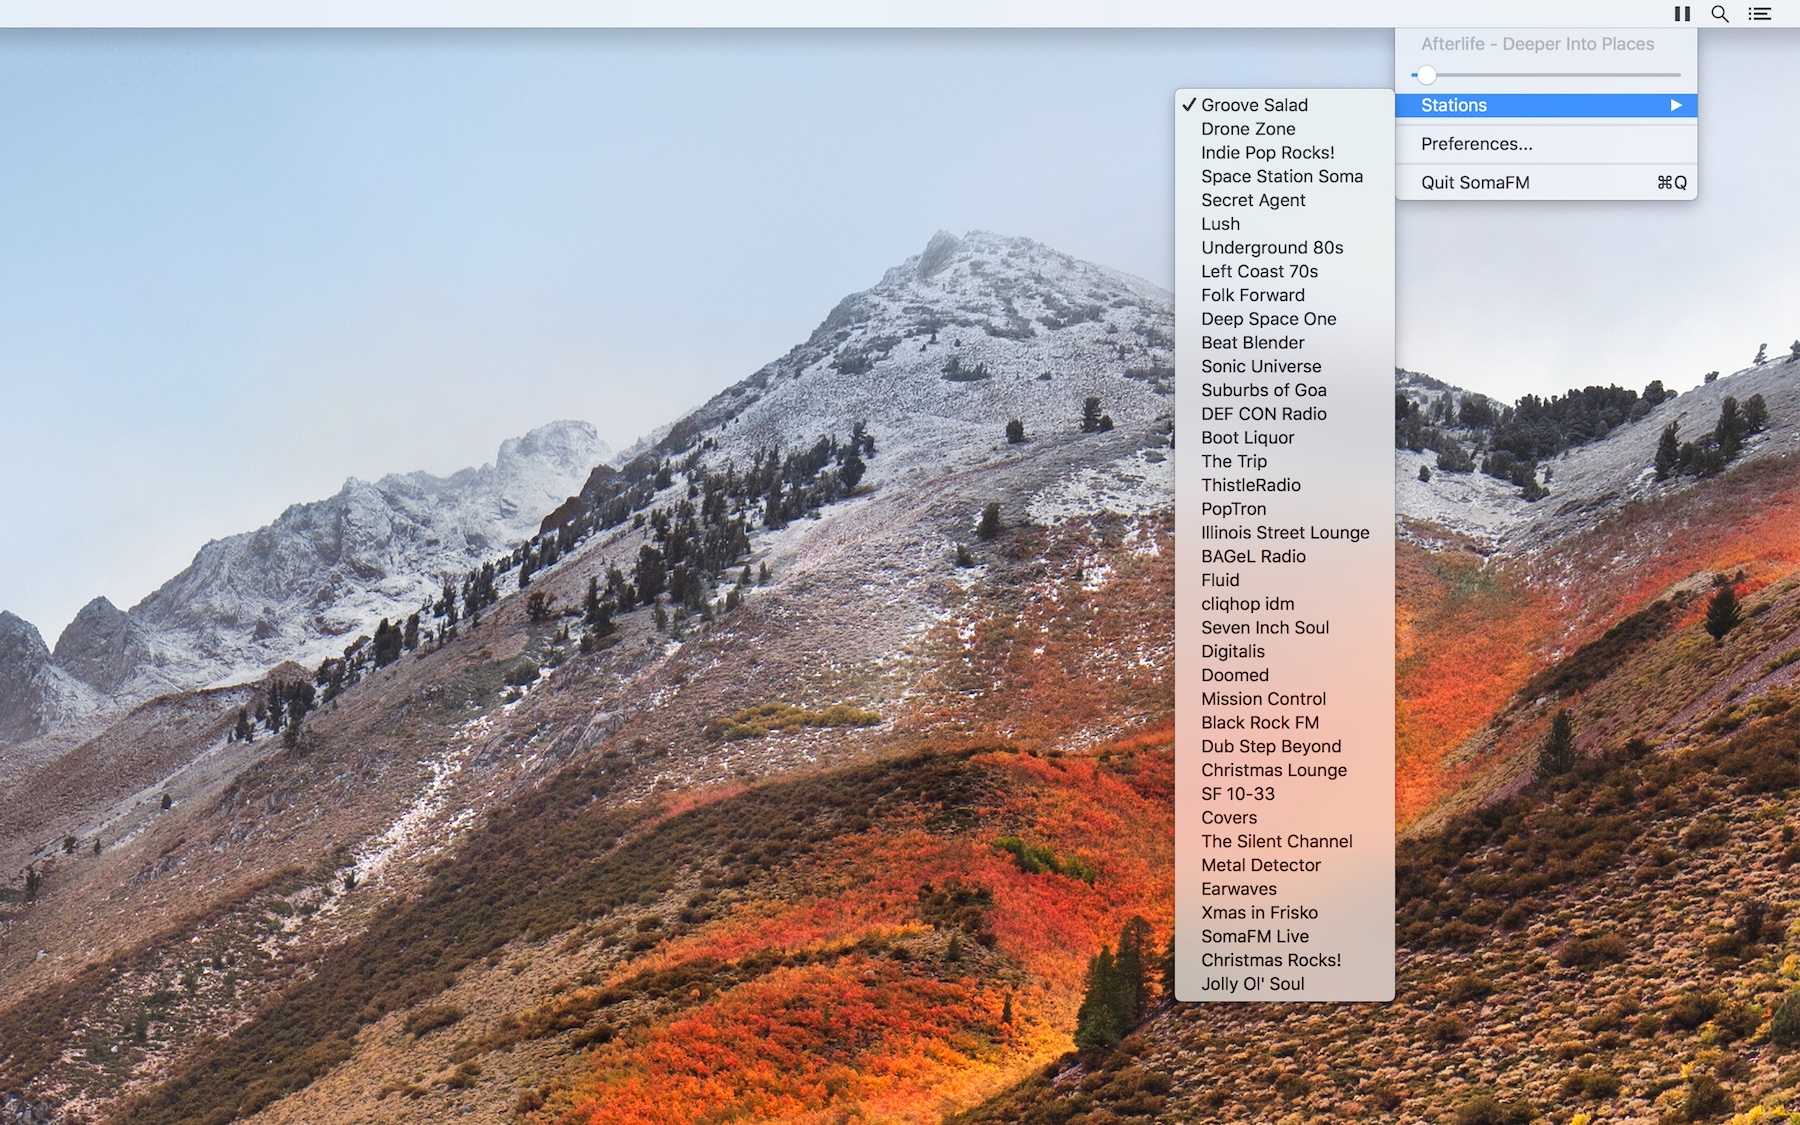 Afterlife - Deeper Into Places
Stations
Preferences...
Quit SomaFM ⌘Q
Groove Salad
Drone Zone
Indie Pop Rocks!
Space Station Soma
Secret Agent
Lush
Underground 80s
Left Coast 70s
Folk Forward
Deep Space One
Beat Blender
Sonic Universe
Suburbs of Goa
DEF CON Radio
Boot Liquor
The Trip
ThistleRadio
PopTron
Illinois Street Lounge
BAGeL Radio
Fluid
cliqhop idm
Seven Inch Soul
Digitalis
Doomed
Mission Control
Black Rock FM
Dub Step Beyond
Christmas Lounge
SF 10-33
Covers
The Silent Channel
Metal Detector
Earwaves
Xmas in Frisko
SomaFM Live
Christmas Rocks!
Jolly Ol' Soul